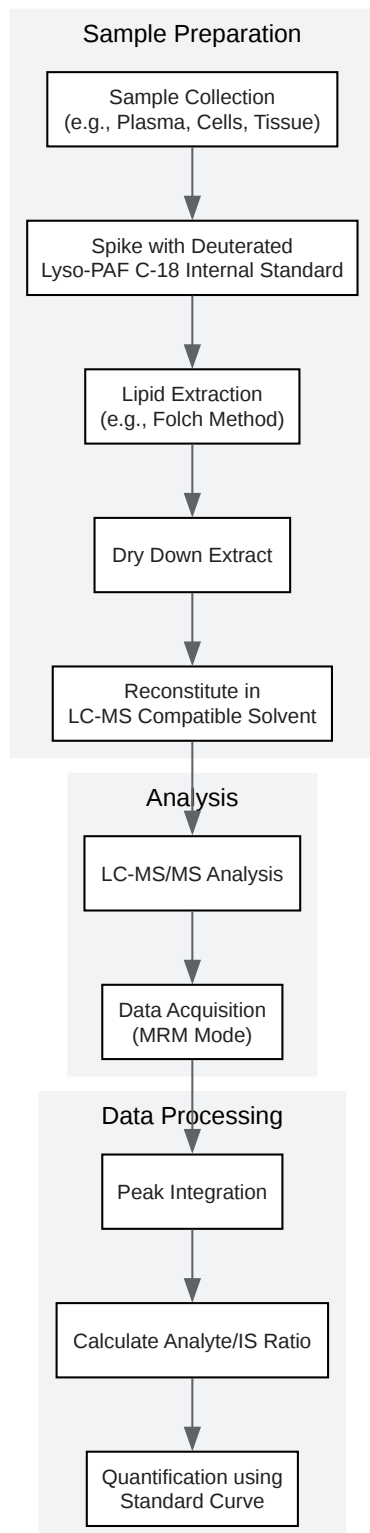 Sample Preparation
Sample Collection
(e.g., Plasma, Cells, Tissue)
Spike with Deuterated
Lyso-PAF C-18 Internal Standard
Lipid Extraction
(e.g., Folch Method)
Dry Down Extract
Reconstitute in
LC-MS Compatible Solvent
Analysis
LC-MS/MS Analysis
Data Acquisition
(MRM Mode)
Data Processing
Peak Integration
Calculate Analyte/IS Ratio
Quantification using
Standard Curve